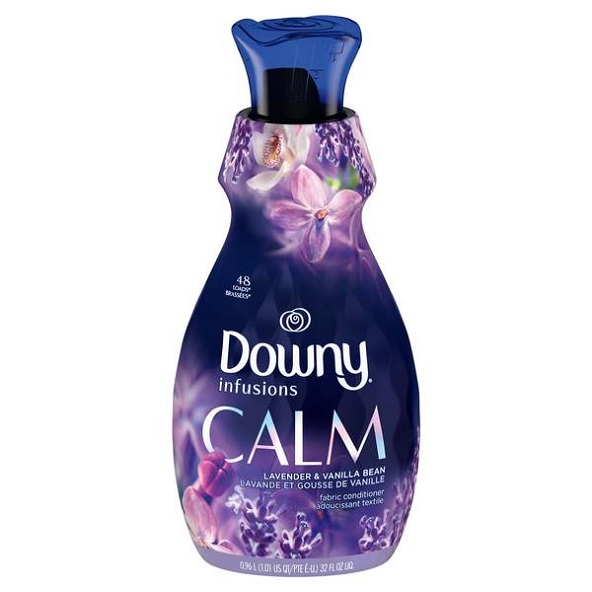 48
LOADS*
BRASSÉES*
Downy
infusions
CALM
LAVENDER & VANILLA BEAN
LAVANDE ET GOUSSE DE VANILLE
fabric conditioner
adoucissant textile
0.96 L (1.01 US QT/PTE É.-U.) 32 FL OZ LIQ.